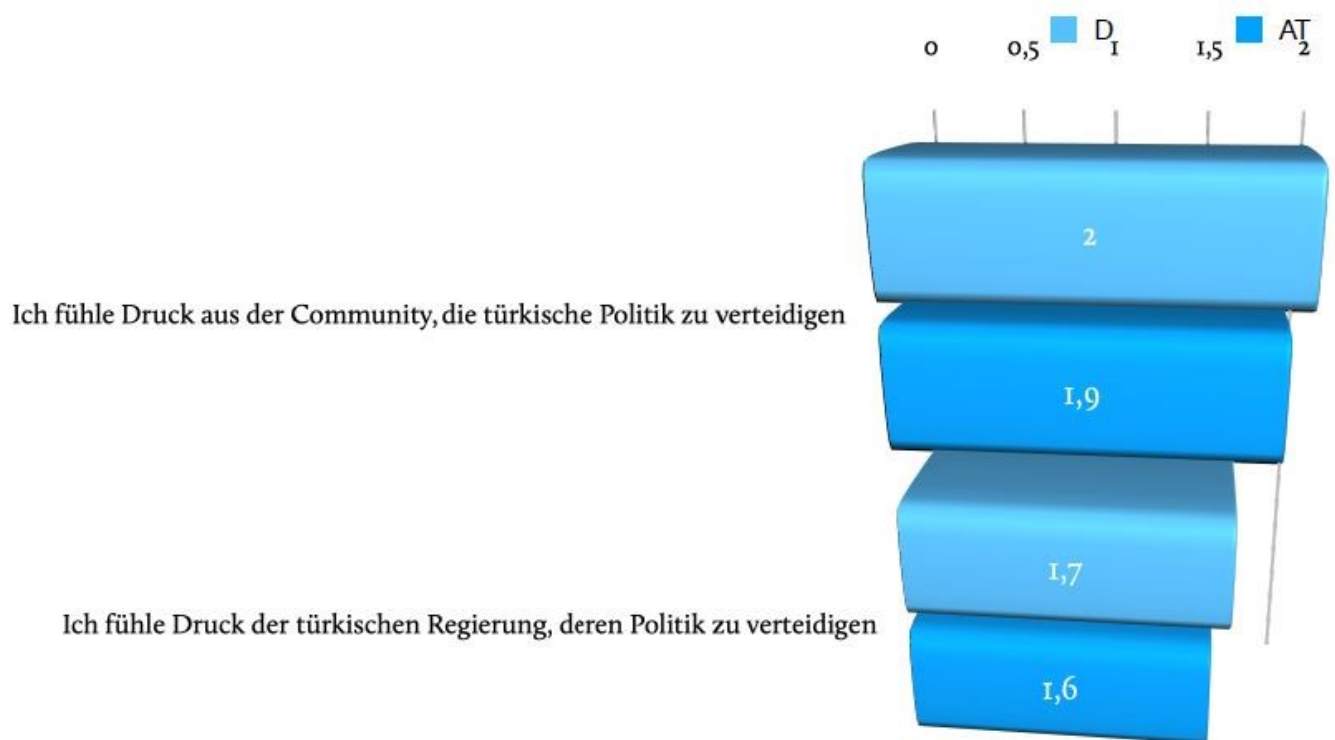 D
AT
0
0,5
1
1,5
2
2
Ich fühle Druck aus der Community, die türkische Politik zu verteidigen
1,9
1,7
Ich fühle Druck der türkischen Regierung, deren Politik zu verteidigen
1,6